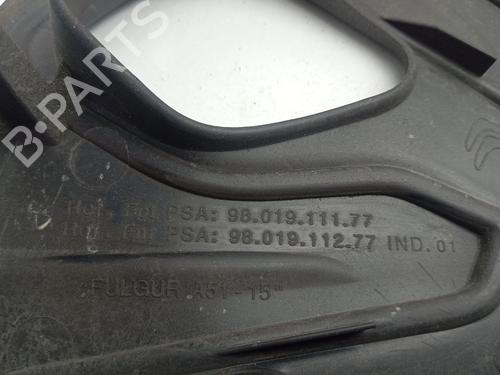 PSA: 98.019.111.77
PSA: 98.019.112.77 IND. 01
FULGUR A51-15"
B-PARTS